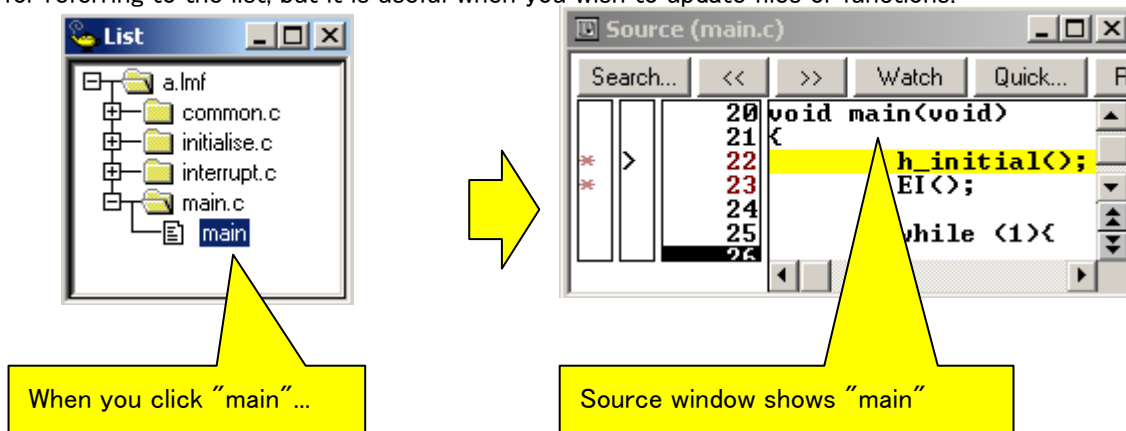 for referring to the list, but it is useful when you wish to update files or functions.
List
a.lmf
common.c
initialise.c
interrupt.c
main.c
main
When you click "main"...
Source (main.c)
Search... << >> Watch Quick...
20 void main(void)
21 {
* > 22 h_initial();
* 23 EI();
24
25 while (1){
26
Source window shows "main"